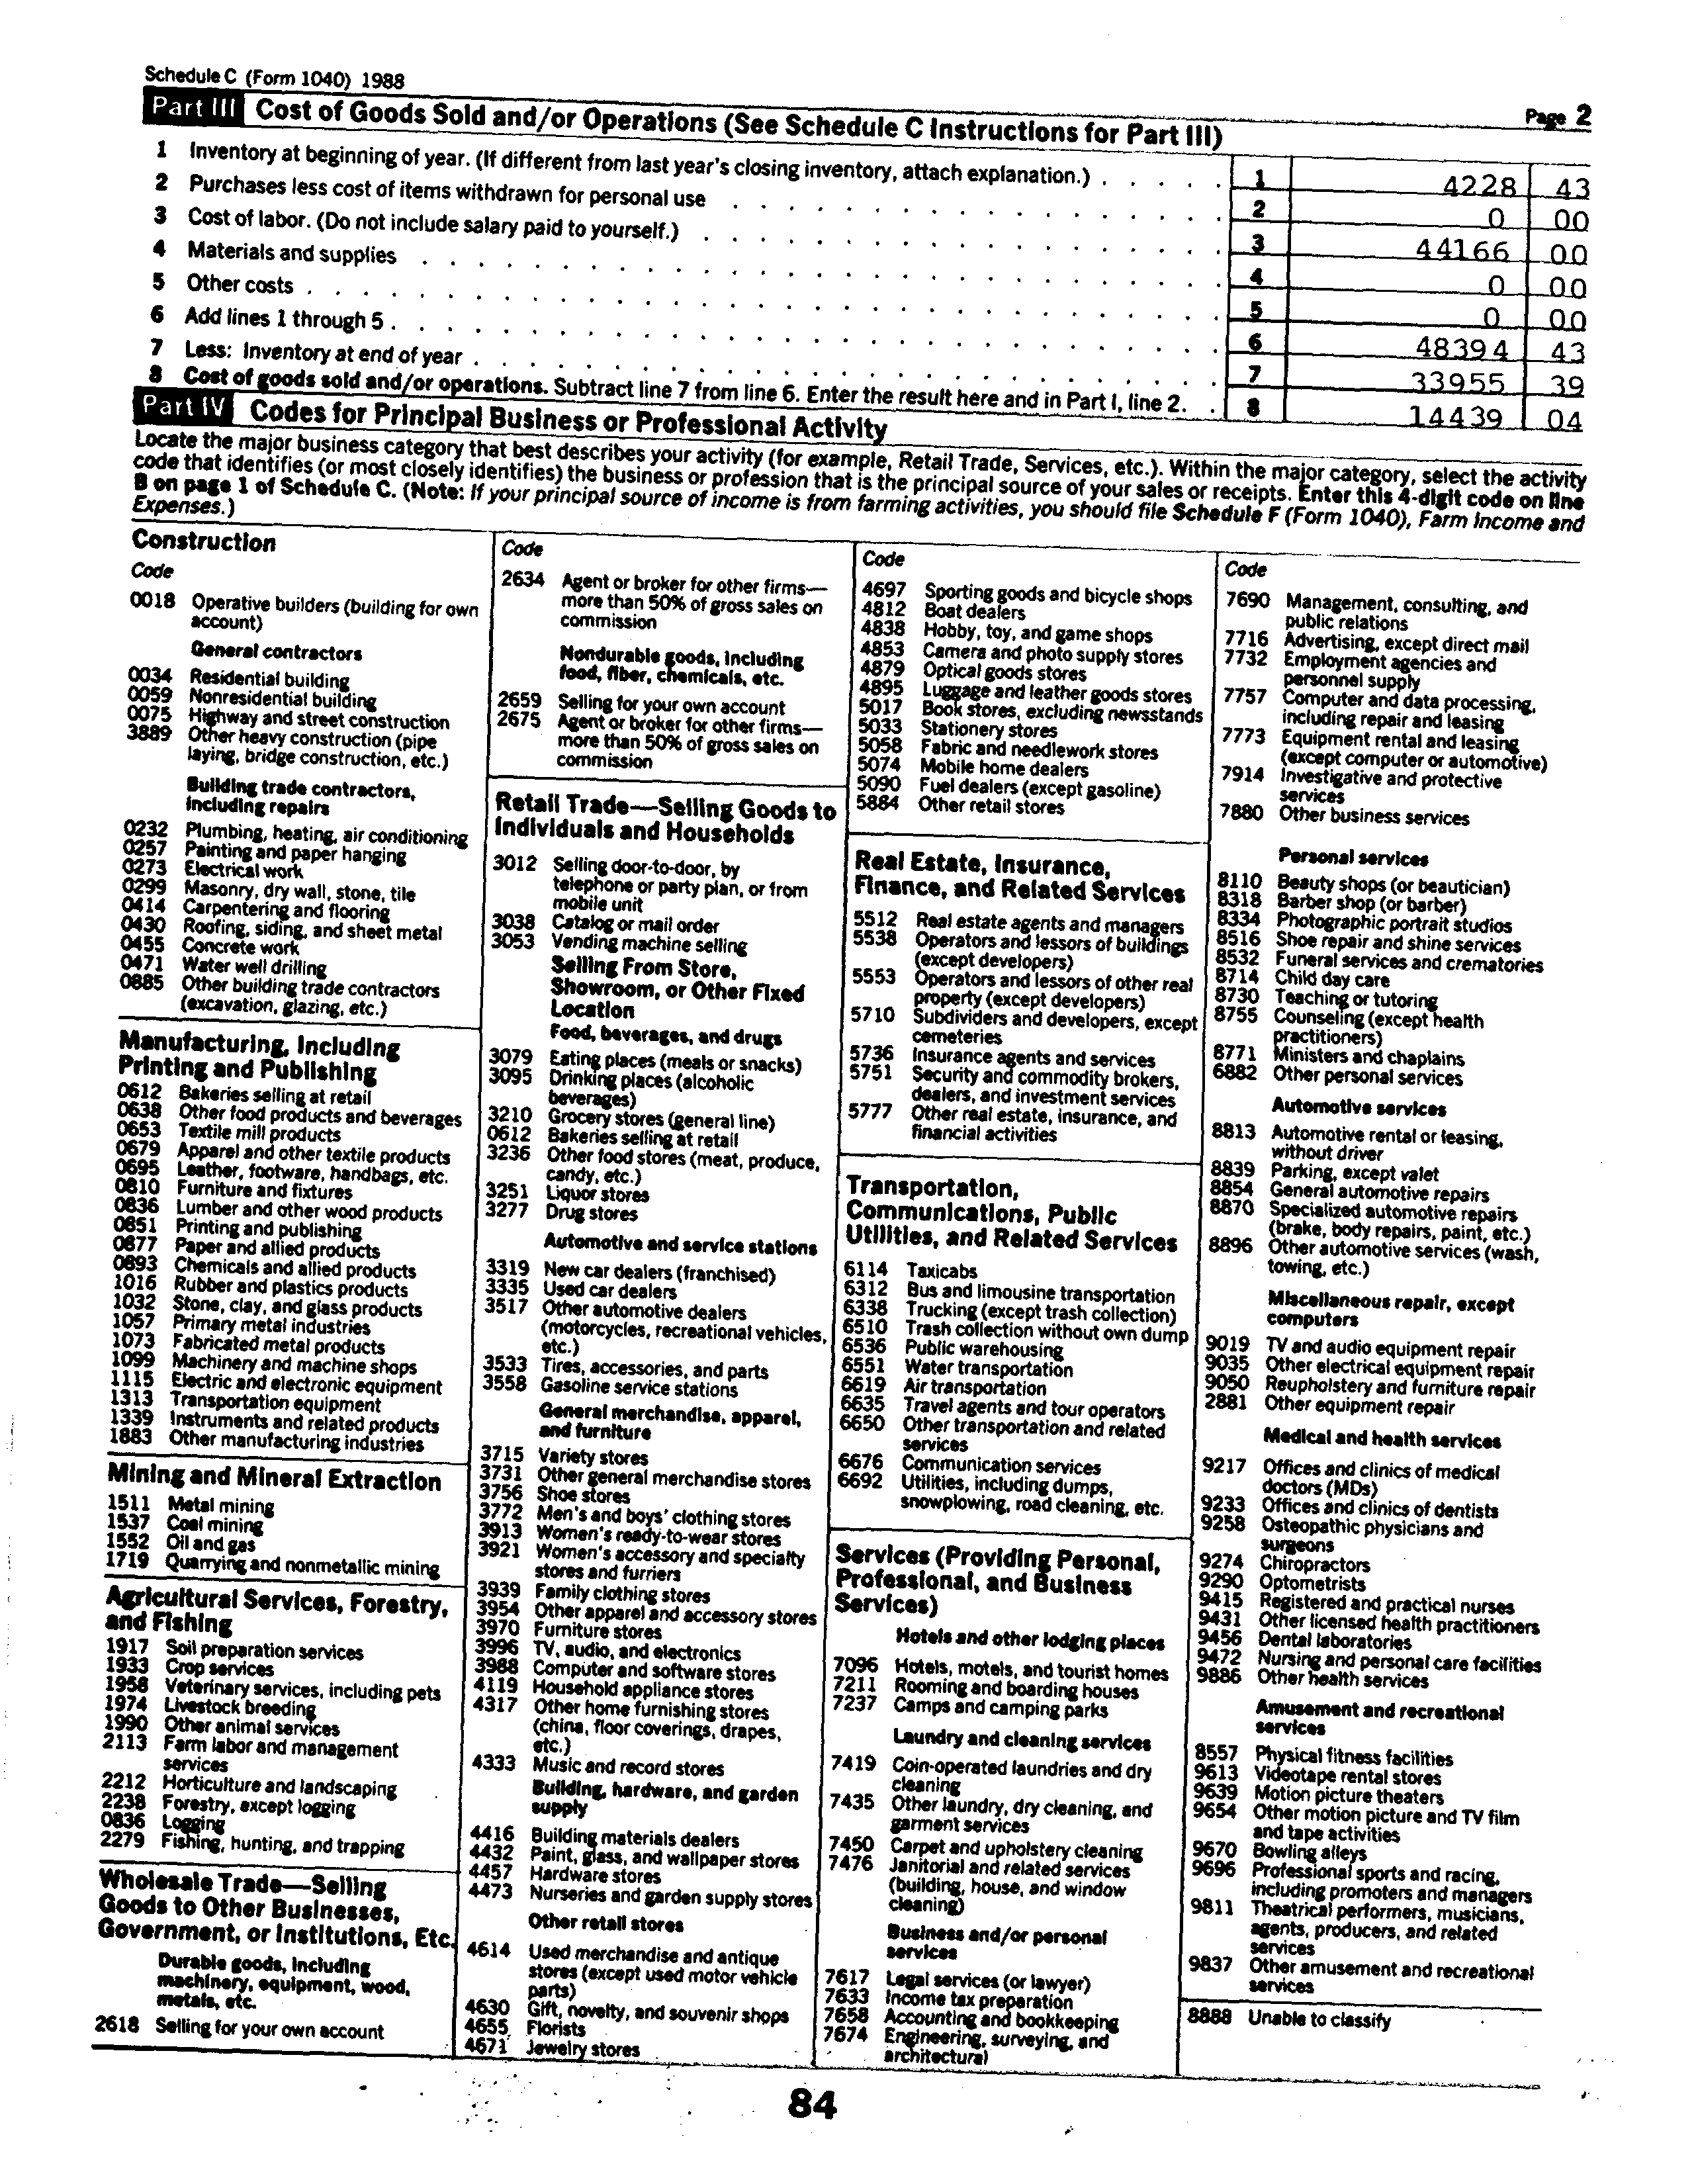 Schedule C (Form 1040) 1988
Page 2
Part III Cost of Goods Sold and/or Operations (See Schedule C Instructions for Part III)
1 Inventory at beginning of year. (If different from last year's closing inventory, attach explanation.) . . . . . 1 4228 43
2 Purchases less cost of items withdrawn for personal use 2 0 00
3 Cost of labor. (Do not include salary paid to yourself.) 3 44166 00
4 Materials and supplies 4 0 00
5 Other costs 5 0 00
6 Add lines 1 through 5 6 48394 43
7 Less: Inventory at end of year 7 33955 39
8 Cost of goods sold and/or operations. Subtract line 7 from line 6. Enter the result here and in Part I, line 2. . 8 14439 04
Part IV Codes for Principal Business or Professional Activity
Locate the major business category that best describes your activity (for example, Retail Trade, Services, etc.). Within the major category, select the activity
code that identifies (or most closely identifies) the business or profession that is the principal source of your sales or receipts. Enter this 4-digit code on line
B on page 1 of Schedule C. (Note: If your principal source of income is from farming activities, you should file Schedule F (Form 1040), Farm Income and
Expenses.)
Construction
Code
0018 Operative builders (building for own
account)
General contractors
0034 Residential building
0059 Nonresidential building
0075 Highway and street construction
3889 Other heavy construction (pipe
laying, bridge construction, etc.)
Building trade contractors,
including repairs
0232 Plumbing, heating, air conditioning
0257 Painting and paper hanging
0273 Electrical work
0299 Masonry, dry wall, stone, tile
0414 Carpentering and flooring
0430 Roofing, siding, and sheet metal
0455 Concrete work
0471 Water well drilling
0885 Other building trade contractors
(excavation, glazing, etc.)
Manufacturing, Including
Printing and Publishing
0612 Bakeries selling at retail
0638 Other food products and beverages
0653 Textile mill products
0679 Apparel and other textile products
0695 Leather, footware, handbags, etc.
0810 Furniture and fixtures
0836 Lumber and other wood products
0851 Printing and publishing
0877 Paper and allied products
0893 Chemicals and allied products
1016 Rubber and plastics products
1032 Stone, clay, and glass products
1057 Primary metal industries
1073 Fabricated metal products
1099 Machinery and machine shops
1115 Electric and electronic equipment
1313 Transportation equipment
1339 Instruments and related products
1883 Other manufacturing industries
Mining and Mineral Extraction
1511 Metal mining
1537 Coal mining
1552 Oil and gas
1719 Quarrying and nonmetallic mining
Agricultural Services, Forestry,
and Fishing
1917 Soil preparation services
1933 Crop services
1958 Veterinary services, including pets
1974 Livestock breeding
1990 Other animal services
2113 Farm labor and management
services
2212 Horticulture and landscaping
2238 Forestry, except logging
0836 Logging
2279 Fishing, hunting, and trapping
Wholesale Trade—Selling
Goods to Other Businesses,
Government, or Institutions, Etc.
Durable goods, including
machinery, equipment, wood,
metals, etc.
2618 Selling for your own account
Code
2634 Agent or broker for other firms—
more than 50% of gross sales on
commission
Nondurable goods, including
food, fiber, chemicals, etc.
2659 Selling for your own account
2675 Agent or broker for other firms—
more than 50% of gross sales on
commission
Retail Trade—Selling Goods to
Individuals and Households
3012 Selling door-to-door, by
telephone or party plan, or from
mobile unit
3038 Catalog or mail order
3053 Vending machine selling
Selling From Store,
Showroom, or Other Fixed
Location
Food, beverages, and drugs
3079 Eating places (meals or snacks)
3095 Drinking places (alcoholic
beverages)
3210 Grocery stores (general line)
0612 Bakeries selling at retail
3236 Other food stores (meat, produce,
candy, etc.)
3251 Liquor stores
3277 Drug stores
Automotive and service stations
3319 New car dealers (franchised)
3335 Used car dealers
3517 Other automotive dealers
(motorcycles, recreational vehicles,
etc.)
3533 Tires, accessories, and parts
3558 Gasoline service stations
General merchandise, apparel,
and furniture
3715 Variety stores
3731 Other general merchandise stores
3756 Shoe stores
3772 Men's and boys' clothing stores
3913 Women's ready-to-wear stores
3921 Women's accessory and specialty
stores and furriers
3939 Family clothing stores
3954 Other apparel and accessory stores
3970 Furniture stores
3996 TV, audio, and electronics
3988 Computer and software stores
4119 Household appliance stores
4317 Other home furnishing stores
(china, floor coverings, drapes,
etc.)
4333 Music and record stores
Building, hardware, and garden
supply
4416 Building materials dealers
4432 Paint, glass, and wallpaper stores
4457 Hardware stores
4473 Nurseries and garden supply stores
Other retail stores
4614 Used merchandise and antique
stores (except used motor vehicle
parts)
4630 Gift, novelty, and souvenir shops
4655 Florists
4671 Jewelry stores
Code
4697 Sporting goods and bicycle shops
4812 Boat dealers
4838 Hobby, toy, and game shops
4853 Camera and photo supply stores
4879 Optical goods stores
4895 Luggage and leather goods stores
5017 Book stores, excluding newsstands
5033 Stationery stores
5058 Fabric and needlework stores
5074 Mobile home dealers
5090 Fuel dealers (except gasoline)
5884 Other retail stores
Real Estate, Insurance,
Finance, and Related Services
5512 Real estate agents and managers
5538 Operators and lessors of buildings
(except developers)
5553 Operators and lessors of other real
property (except developers)
5710 Subdividers and developers, except
cemeteries
5736 Insurance agents and services
5751 Security and commodity brokers,
dealers, and investment services
5777 Other real estate, insurance, and
financial activities
Transportation,
Communications, Public
Utilities, and Related Services
6114 Taxicabs
6312 Bus and limousine transportation
6338 Trucking (except trash collection)
6510 Trash collection without own dump
6536 Public warehousing
6551 Water transportation
6619 Air transportation
6635 Travel agents and tour operators
6650 Other transportation and related
services
6676 Communication services
6692 Utilities, including dumps,
snowplowing, road cleaning, etc.
Services (Providing Personal,
Professional, and Business
Services)
Hotels and other lodging places
7096 Hotels, motels, and tourist homes
7211 Rooming and boarding houses
7237 Camps and camping parks
Laundry and cleaning services
7419 Coin-operated laundries and dry
cleaning
7435 Other laundry, dry cleaning, and
garment services
7450 Carpet and upholstery cleaning
7476 Janitorial and related services
(building, house, and window
cleaning)
Business and/or personal
services
7617 Legal services (or lawyer)
7633 Income tax preparation
7658 Accounting and bookkeeping
7674 Engineering, surveying, and
architectural
Code
7690 Management, consulting, and
public relations
7716 Advertising, except direct mail
7732 Employment agencies and
personnel supply
7757 Computer and data processing,
including repair and leasing
7773 Equipment rental and leasing
(except computer or automotive)
7914 Investigative and protective
services
7880 Other business services
Personal services
8110 Beauty shops (or beautician)
8318 Barber shop (or barber)
8334 Photographic portrait studios
8516 Shoe repair and shine services
8532 Funeral services and crematories
8714 Child day care
8730 Teaching or tutoring
8755 Counseling (except health
practitioners)
8771 Ministers and chaplains
6882 Other personal services
Automotive services
8813 Automotive rental or leasing,
without driver
8839 Parking, except valet
8854 General automotive repairs
8870 Specialized automotive repairs
(brake, body repairs, paint, etc.)
8896 Other automotive services (wash,
towing, etc.)
Miscellaneous repair, except
computers
9019 TV and audio equipment repair
9035 Other electrical equipment repair
9050 Reupholstery and furniture repair
2881 Other equipment repair
Medical and health services
9217 Offices and clinics of medical
doctors (MDs)
9233 Offices and clinics of dentists
9258 Osteopathic physicians and
surgeons
9274 Chiropractors
9290 Optometrists
9415 Registered and practical nurses
9431 Other licensed health practitioners
9456 Dental laboratories
9472 Nursing and personal care facilities
9886 Other health services
Amusement and recreational
services
8557 Physical fitness facilities
9613 Videotape rental stores
9639 Motion picture theaters
9654 Other motion picture and TV film
and tape activities
9670 Bowling alleys
9696 Professional sports and racing,
including promoters and managers
9811 Theatrical performers, musicians,
agents, producers, and related
services
9837 Other amusement and recreational
services
8888 Unable to classify
84